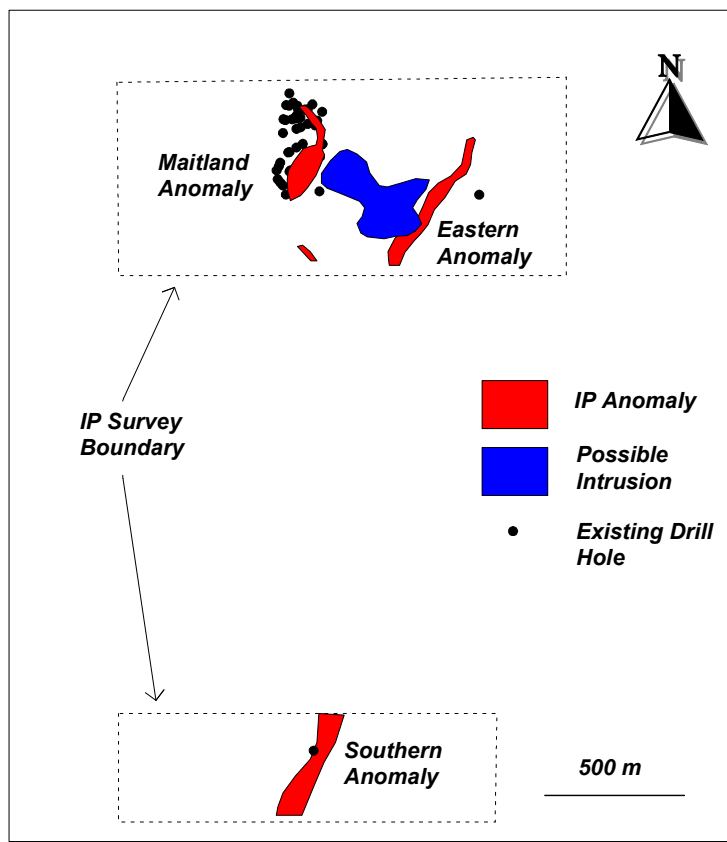 N
Maitland
Anomaly
Eastern
Anomaly
IP Survey
Boundary
IP Anomaly
Possible
Intrusion
Existing Drill
Hole
Southern
Anomaly
500 m